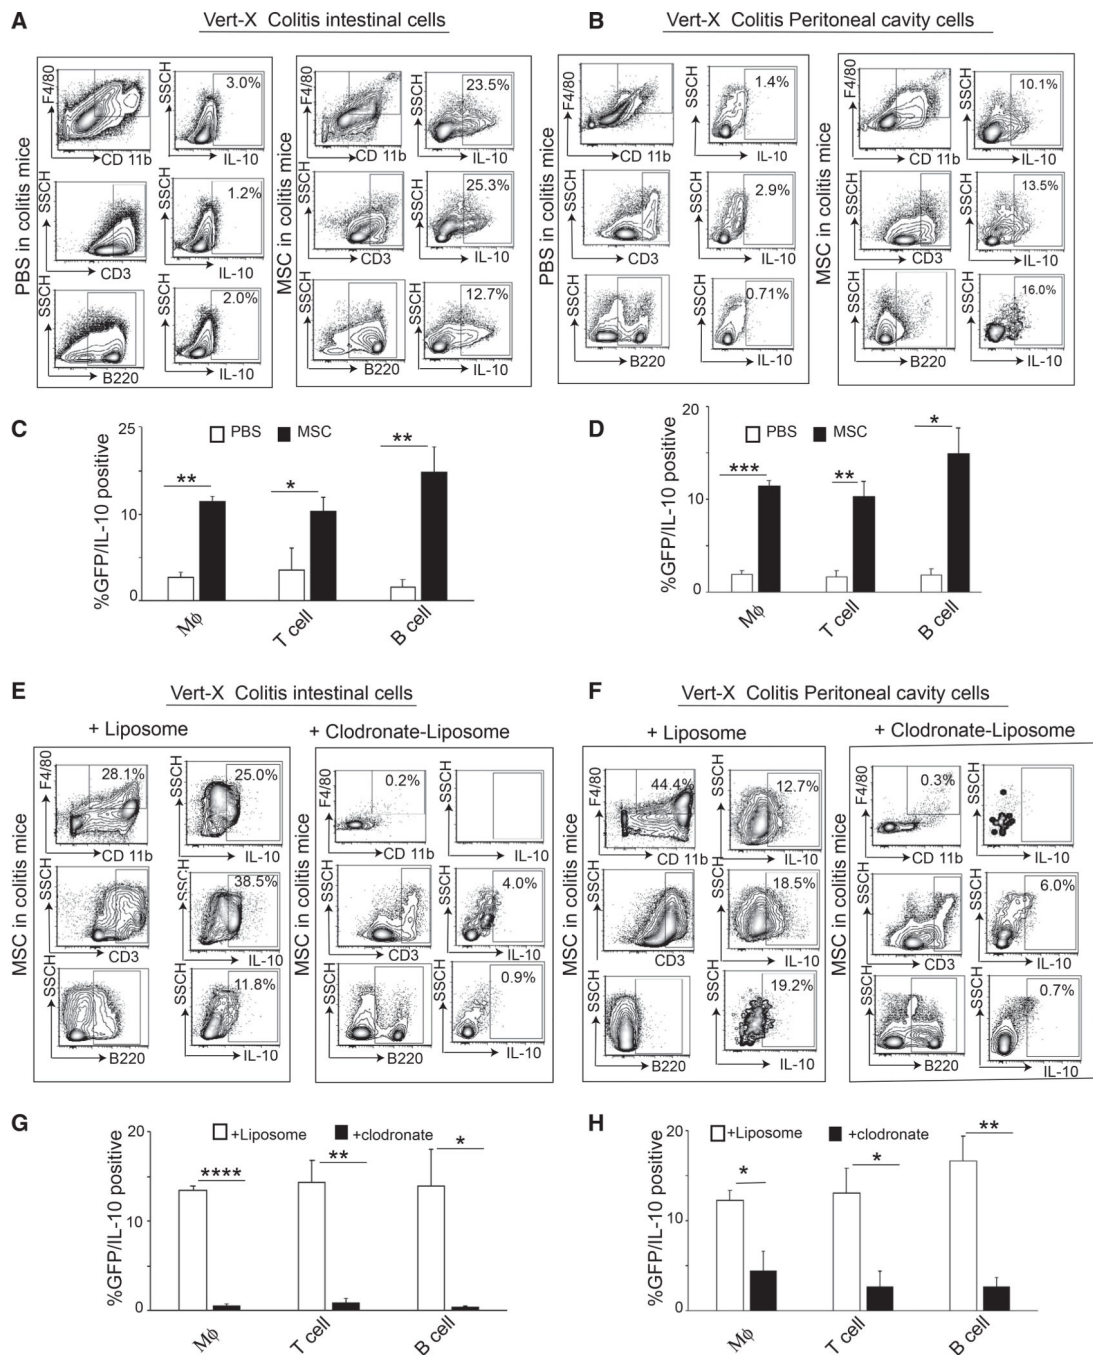 A
Vert-X Colitis intestinal cells
PBS in colitis mice
F4/80
CD 11b
SSCH
3.0%
IL-10
SSCH
CD3
SSCH
1.2%
IL-10
SSCH
B220
SSCH
2.0%
IL-10
MSC in colitis mice
F4/80
CD 11b
SSCH
23.5%
IL-10
SSCH
CD3
SSCH
25.3%
IL-10
SSCH
B220
SSCH
12.7%
IL-10
B
Vert-X Colitis Peritoneal cavity cells
PBS in colitis mice
F4/80
CD 11b
SSCH
1.4%
IL-10
SSCH
CD3
SSCH
2.9%
IL-10
SSCH
B220
SSCH
0.71%
IL-10
MSC in colitis mice
F4/80
CD 11b
SSCH
10.1%
IL-10
SSCH
CD3
SSCH
13.5%
IL-10
SSCH
B220
SSCH
16.0%
IL-10
C
%GFP/IL-10 positive
25
10
0
PBS
MSC
**
*
**
Mϕ
T cell
B cell
D
%GFP/IL-10 positive
20
10
0
PBS
MSC
***
**
*
Mϕ
T cell
B cell
E
Vert-X Colitis intestinal cells
+ Liposome
MSC in colitis mice
F4/80
28.1%
CD 11b
SSCH
25.0%
IL-10
SSCH
CD3
SSCH
38.5%
IL-10
SSCH
B220
SSCH
11.8%
IL-10
+ Clodronate-Liposome
MSC in colitis mice
F4/80
0.2%
CD 11b
SSCH
IL-10
SSCH
CD3
SSCH
4.0%
IL-10
SSCH
B220
SSCH
0.9%
IL-10
F
Vert-X Colitis Peritoneal cavity cells
+ Liposome
MSC in colitis mice
F4/80
44.4%
CD 11b
SSCH
12.7%
IL-10
SSCH
CD3
SSCH
18.5%
IL-10
SSCH
B220
SSCH
19.2%
IL-10
+ Clodronate-Liposome
MSC in colitis mice
F4/80
0.3%
CD 11b
SSCH
IL-10
SSCH
CD3
SSCH
6.0%
IL-10
SSCH
B220
SSCH
0.7%
IL-10
G
%GFP/IL-10 positive
20
10
0
+Liposome
+clodronate
****
**
*
Mϕ
T cell
B cell
H
%GFP/IL-10 positive
20
10
0
+Liposome
+clodronate
*
*
**
Mϕ
T cell
B cell